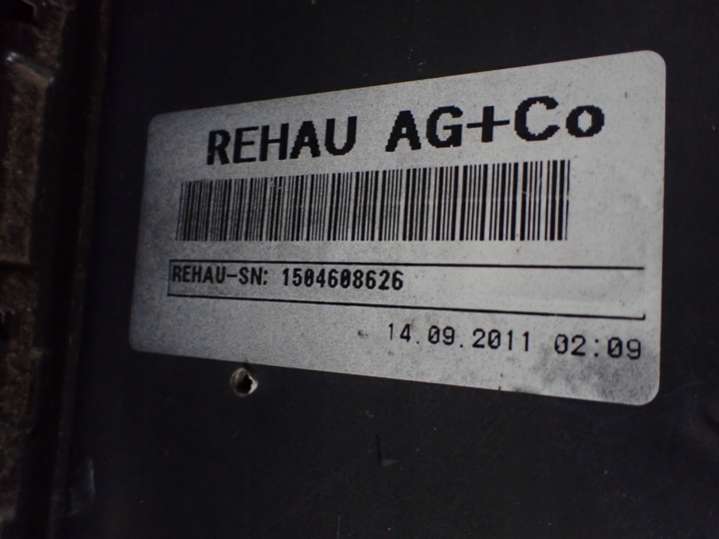 REHAU AG+Co
REHAU-SN: 1504608626
14.09.2011 02:09